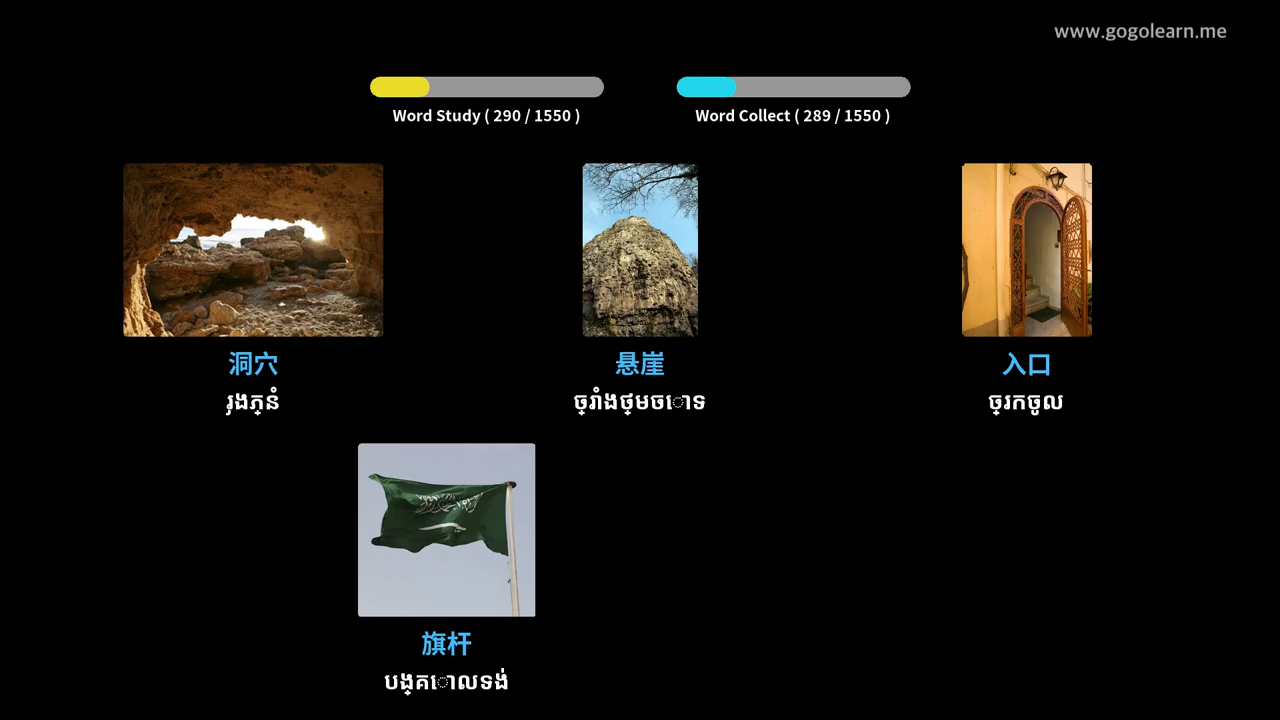 www.gogolearn.me
Word Study ( 290 / 1550 )
Word Collect ( 289 / 1550 )
洞穴
悬崖
入口
រូងភ្នំ
ច្រាំងថ្មចោទ
ច្រកចូល
旗杆
បង្គោលទង់